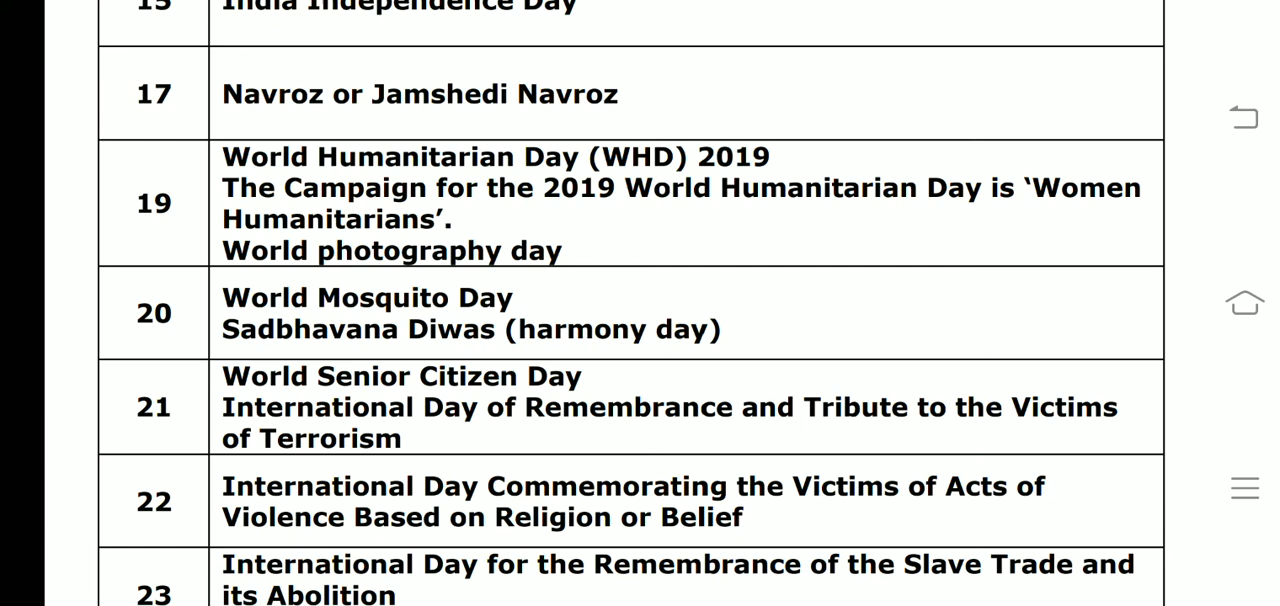 15
India Independence Day
17
Navroz or Jamshedi Navroz
19
World Humanitarian Day (WHD) 2019
The Campaign for the 2019 World Humanitarian Day is ‘Women
Humanitarians’.
World photography day
20
World Mosquito Day
Sadbhavana Diwas (harmony day)
21
World Senior Citizen Day
International Day of Remembrance and Tribute to the Victims
of Terrorism
22
International Day Commemorating the Victims of Acts of
Violence Based on Religion or Belief
23
International Day for the Remembrance of the Slave Trade and
its Abolition